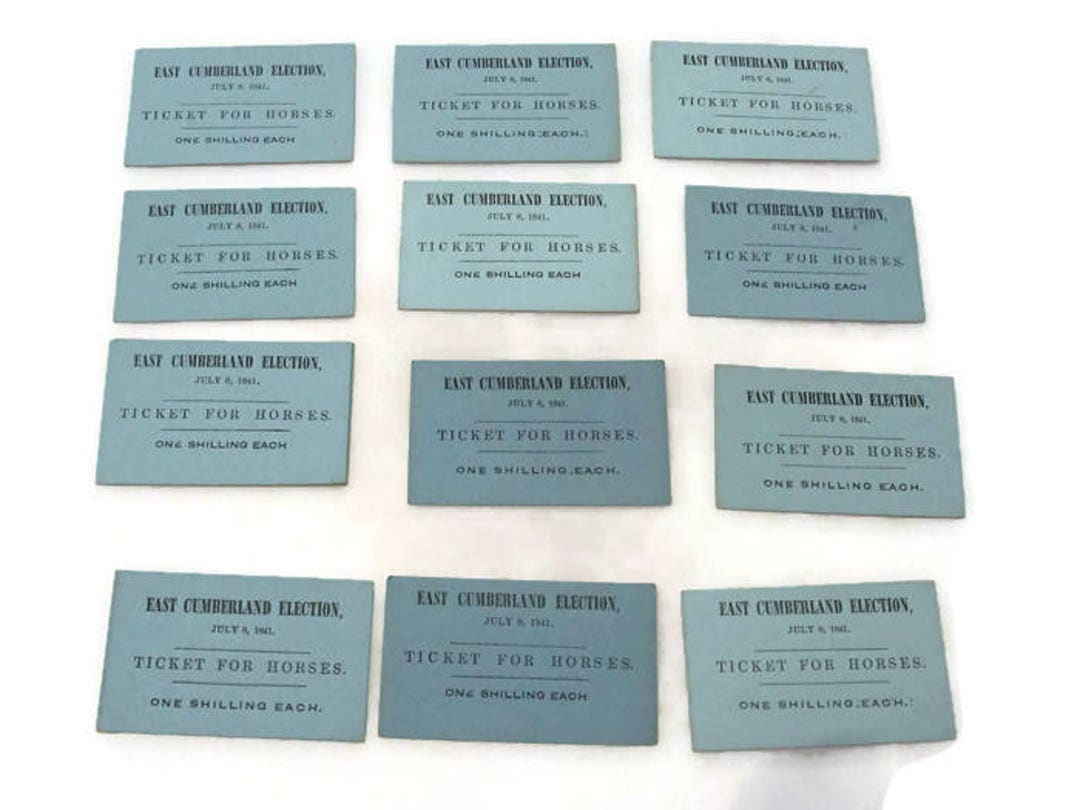 EAST CUMBERLAND ELECTION,
JULY 8, 1841.
TICKET FOR HORSES.
ONE SHILLING EACH
EAST CUMBERLAND ELECTION,
JULY 8, 1841.
TICKET FOR HORSES.
ONE SHILLING EACH.
EAST CUMBERLAND ELECTION,
JULY 8, 1841.
TICKET FOR HORSES.
ONE SHILLING EACH.
EAST CUMBERLAND ELECTION,
JULY 8, 1841.
TICKET FOR HORSES.
ONE SHILLING EACH
EAST CUMBERLAND ELECTION,
JULY 8, 1841.
TICKET FOR HORSES.
ONE SHILLING EACH
EAST CUMBERLAND ELECTION,
JULY 8, 1841.
TICKET FOR HORSES.
ONE SHILLING EACH
EAST CUMBERLAND ELECTION,
JULY 8, 1841.
TICKET FOR HORSES.
ONE SHILLING EACH
EAST CUMBERLAND ELECTION,
JULY 8, 1841.
TICKET FOR HORSES.
ONE SHILLING EACH.
EAST CUMBERLAND ELECTION,
JULY 8, 1841.
TICKET FOR HORSES.
ONE SHILLING EACH.
EAST CUMBERLAND ELECTION,
JULY 8, 1841.
TICKET FOR HORSES.
ONE SHILLING EACH.
EAST CUMBERLAND ELECTION,
JULY 8, 1841.
TICKET FOR HORSES.
ONE SHILLING EACH
EAST CUMBERLAND ELECTION,
JULY 8, 1841.
TICKET FOR HORSES.
ONE SHILLING EACH.